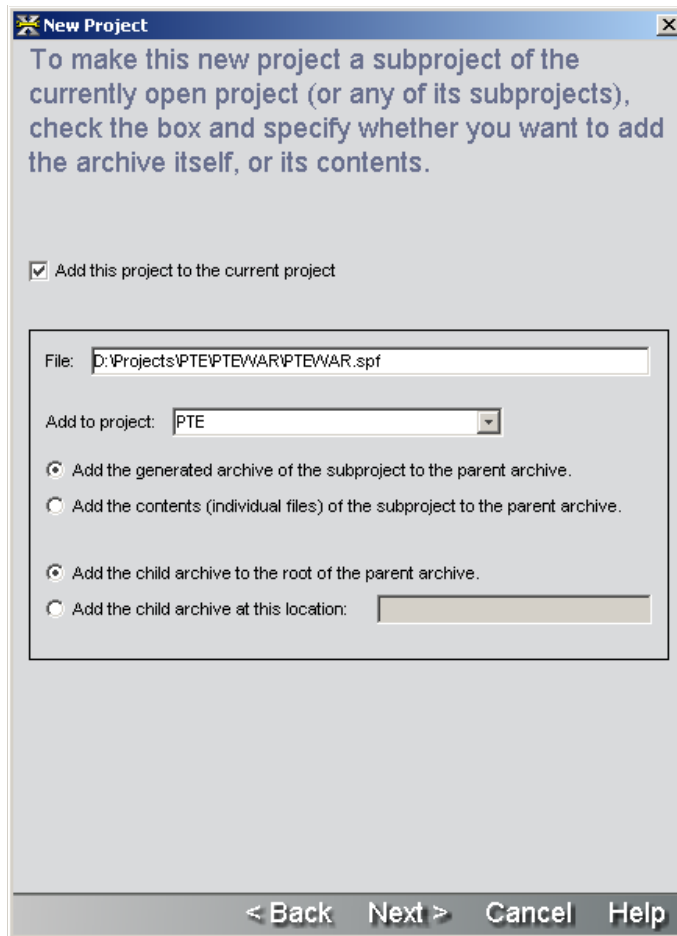 New Project
To make this new project a subproject of the
currently open project (or any of its subprojects),
check the box and specify whether you want to add
the archive itself, or its contents.
Add this project to the current project
File: D:\Projects\PTE\PTEWAR\PTEWAR.spf
Add to project: PTE
Add the generated archive of the subproject to the parent archive.
Add the contents (individual files) of the subproject to the parent archive.
Add the child archive to the root of the parent archive.
Add the child archive at this location:
< Back Next > Cancel Help